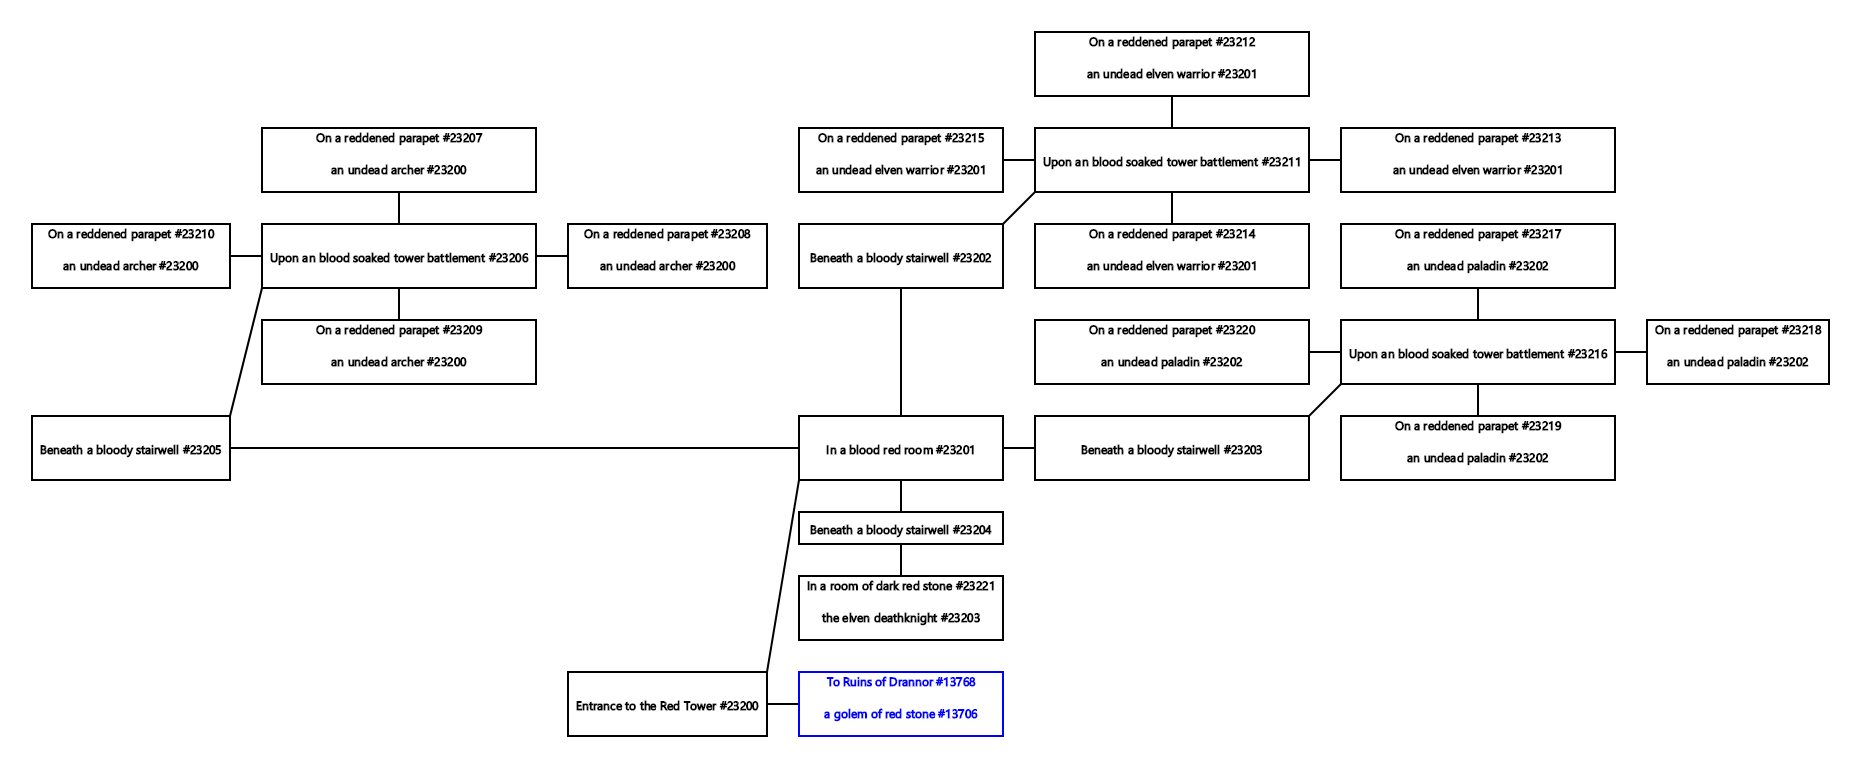 On a reddened parapet #23212
an undead elven warrior #23201
On a reddened parapet #23207
an undead archer #23200
On a reddened parapet #23215
an undead elven warrior #23201
Upon an blood soaked tower battlement #23211
On a reddened parapet #23213
an undead elven warrior #23201
On a reddened parapet #23210
an undead archer #23200
Upon an blood soaked tower battlement #23206
On a reddened parapet #23208
an undead archer #23200
Beneath a bloody stairwell #23202
On a reddened parapet #23214
an undead elven warrior #23201
On a reddened parapet #23217
an undead paladin #23202
On a reddened parapet #23209
an undead archer #23200
On a reddened parapet #23220
an undead paladin #23202
Upon an blood soaked tower battlement #23216
On a reddened parapet #23218
an undead paladin #23202
Beneath a bloody stairwell #23205
In a blood red room #23201
Beneath a bloody stairwell #23203
On a reddened parapet #23219
an undead paladin #23202
Beneath a bloody stairwell #23204
In a room of dark red stone #23221
the elven deathknight #23203
Entrance to the Red Tower #23200
To Ruins of Drannor #13768
a golem of red stone #13706